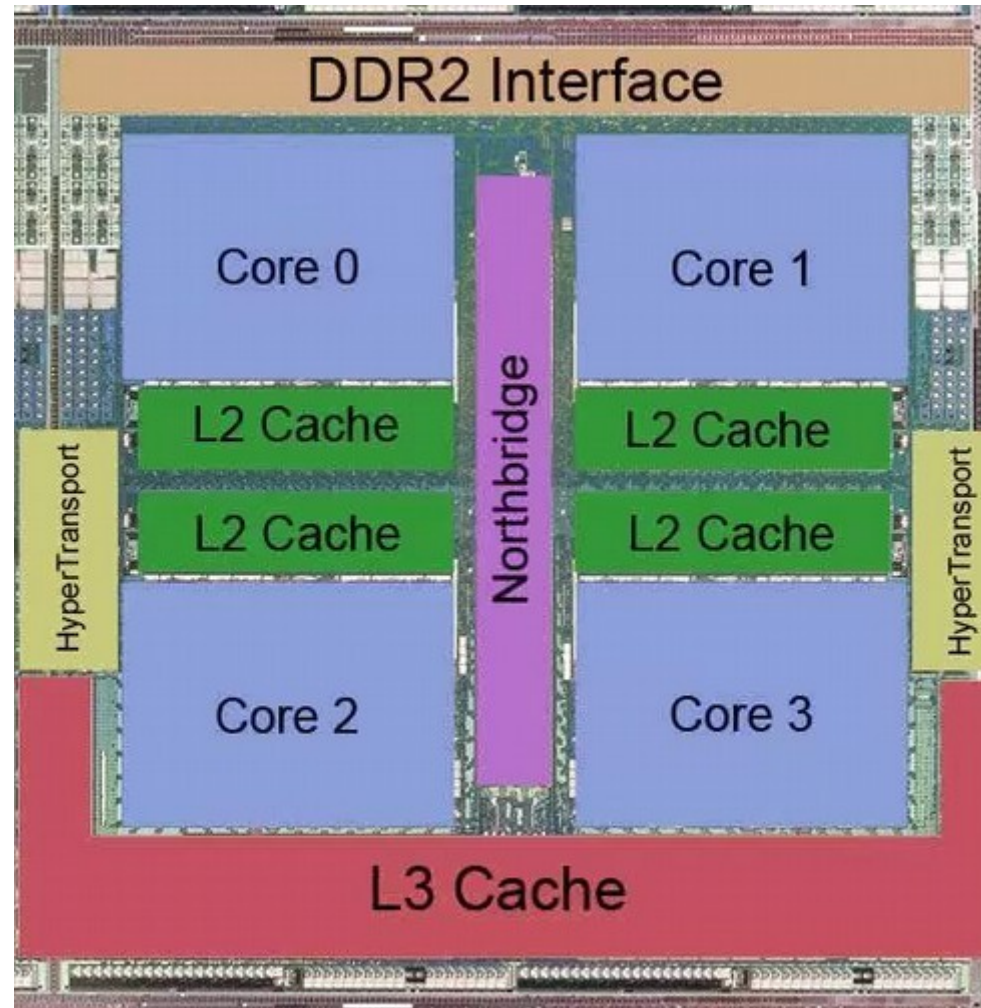 DDR2 Interface
Core 0
Core 1
L2 Cache
L2 Cache
Northbridge
HyperTransport
HyperTransport
L2 Cache
L2 Cache
Core 2
Core 3
L3 Cache